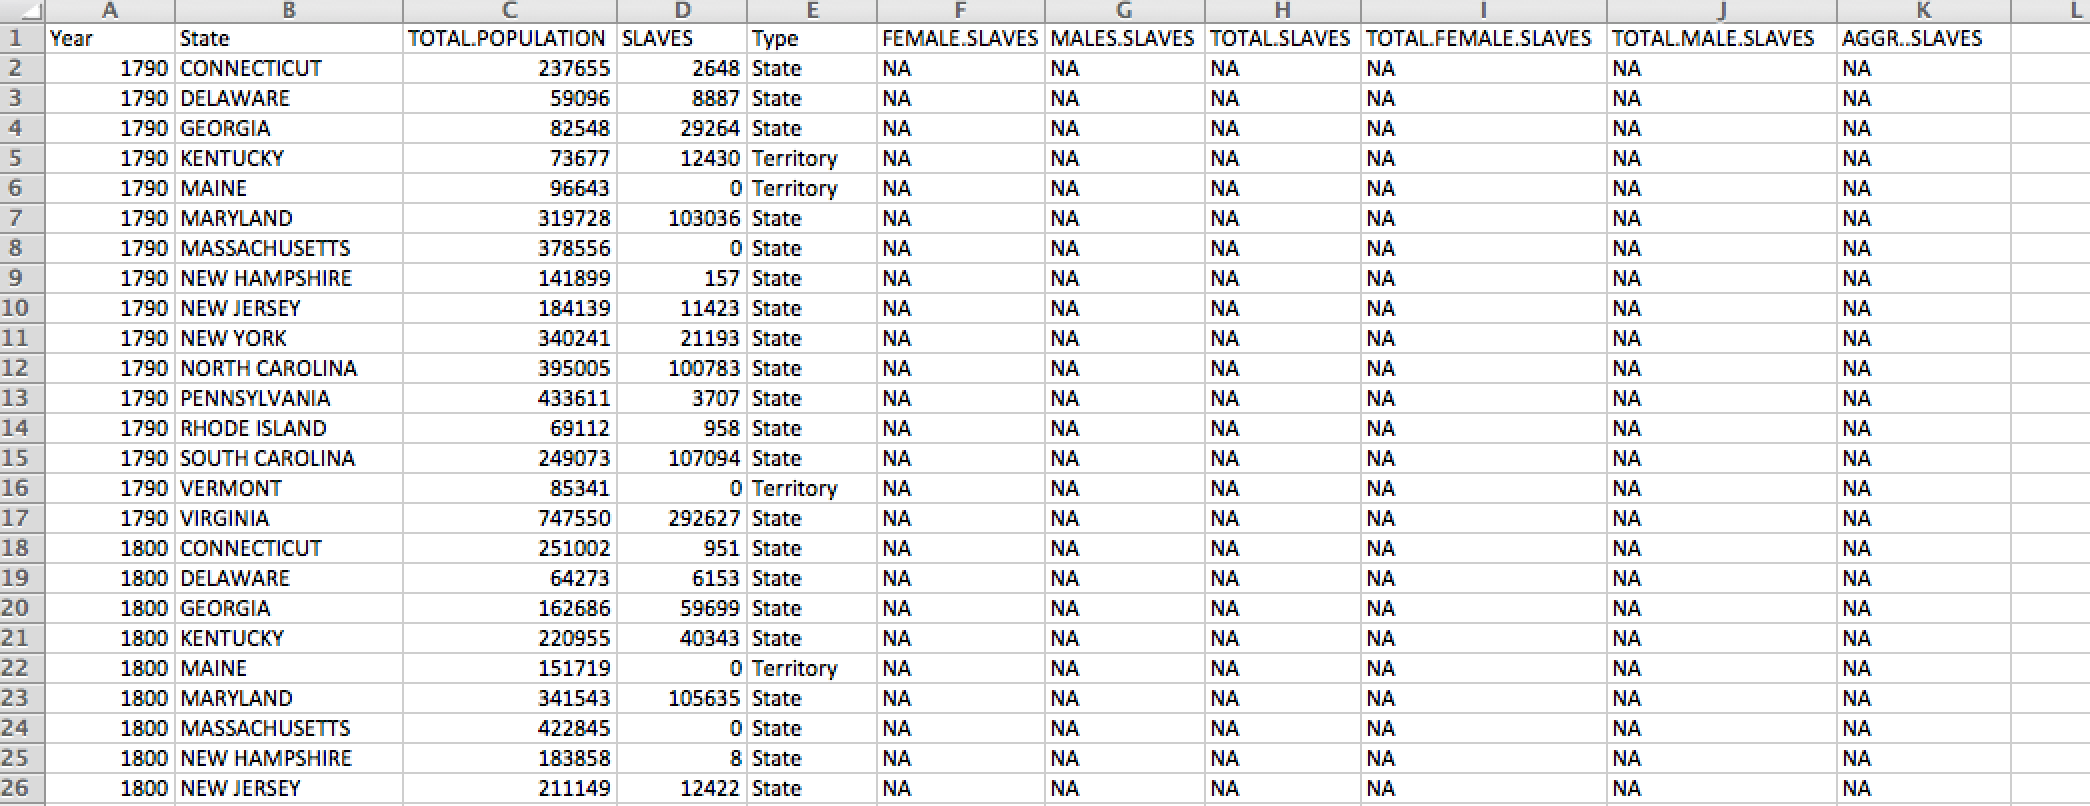 A B C D E F G H I J K L
1 Year State TOTAL.POPULATION SLAVES Type FEMALE.SLAVES MALES.SLAVES TOTAL.SLAVES TOTAL.FEMALE.SLAVES TOTAL.MALE.SLAVES AGGR..SLAVES
2 1790 CONNECTICUT 237655 2648 State NA NA NA NA NA NA
3 1790 DELAWARE 59096 8887 State NA NA NA NA NA NA
4 1790 GEORGIA 82548 29264 State NA NA NA NA NA NA
5 1790 KENTUCKY 73677 12430 Territory NA NA NA NA NA NA
6 1790 MAINE 96643 0 Territory NA NA NA NA NA NA
7 1790 MARYLAND 319728 103036 State NA NA NA NA NA NA
8 1790 MASSACHUSETTS 378556 0 State NA NA NA NA NA NA
9 1790 NEW HAMPSHIRE 141899 157 State NA NA NA NA NA NA
10 1790 NEW JERSEY 184139 11423 State NA NA NA NA NA NA
11 1790 NEW YORK 340241 21193 State NA NA NA NA NA NA
12 1790 NORTH CAROLINA 395005 100783 State NA NA NA NA NA NA
13 1790 PENNSYLVANIA 433611 3707 State NA NA NA NA NA NA
14 1790 RHODE ISLAND 69112 958 State NA NA NA NA NA NA
15 1790 SOUTH CAROLINA 249073 107094 State NA NA NA NA NA NA
16 1790 VERMONT 85341 0 Territory NA NA NA NA NA NA
17 1790 VIRGINIA 747550 292627 State NA NA NA NA NA NA
18 1800 CONNECTICUT 251002 951 State NA NA NA NA NA NA
19 1800 DELAWARE 64273 6153 State NA NA NA NA NA NA
20 1800 GEORGIA 162686 59699 State NA NA NA NA NA NA
21 1800 KENTUCKY 220955 40343 State NA NA NA NA NA NA
22 1800 MAINE 151719 0 Territory NA NA NA NA NA NA
23 1800 MARYLAND 341543 105635 State NA NA NA NA NA NA
24 1800 MASSACHUSETTS 422845 0 State NA NA NA NA NA NA
25 1800 NEW HAMPSHIRE 183858 8 State NA NA NA NA NA NA
26 1800 NEW JERSEY 211149 12422 State NA NA NA NA NA NA